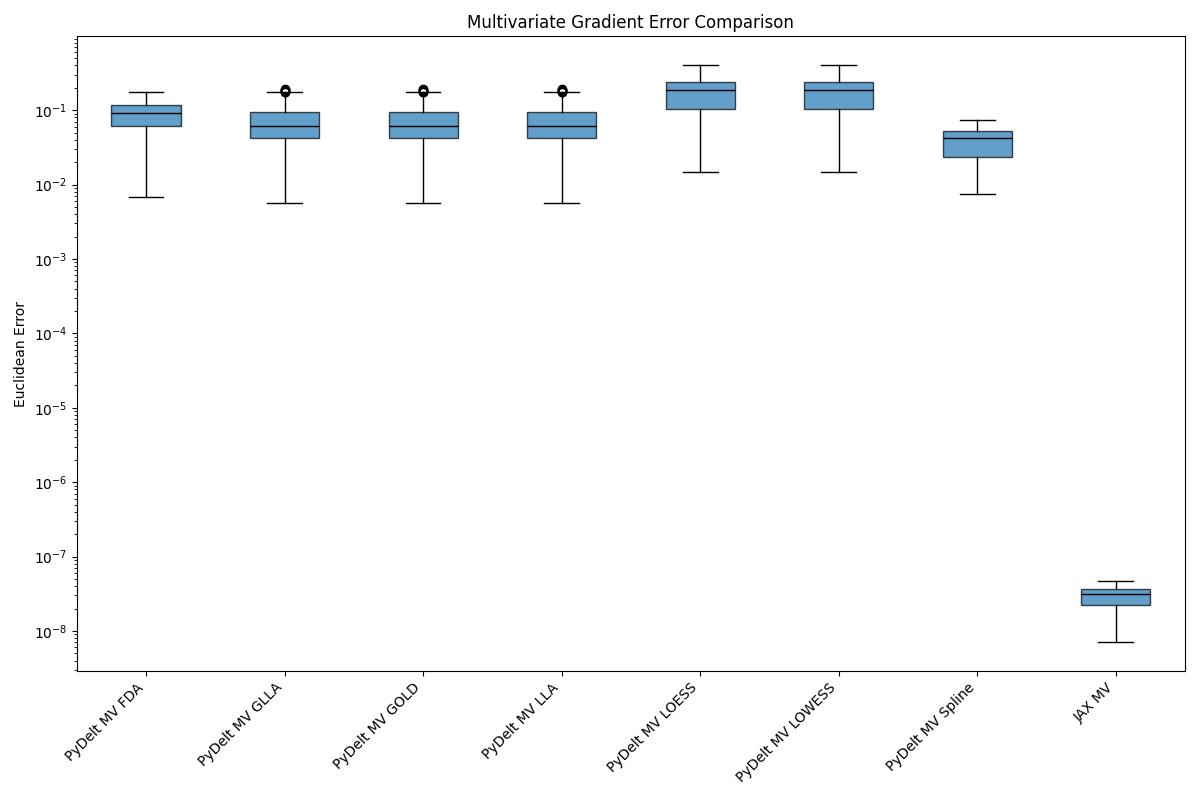 Multivariate Gradient Error Comparison
Euclidean Error
10⁻¹
10⁻²
10⁻³
10⁻⁴
10⁻⁵
10⁻⁶
10⁻⁷
10⁻⁸
PyDelt MV FDA
PyDelt MV GLLA
PyDelt MV GOLD
PyDelt MV LLA
PyDelt MV LOESS
PyDelt MV LOWESS
PyDelt MV Spline
JAX MV